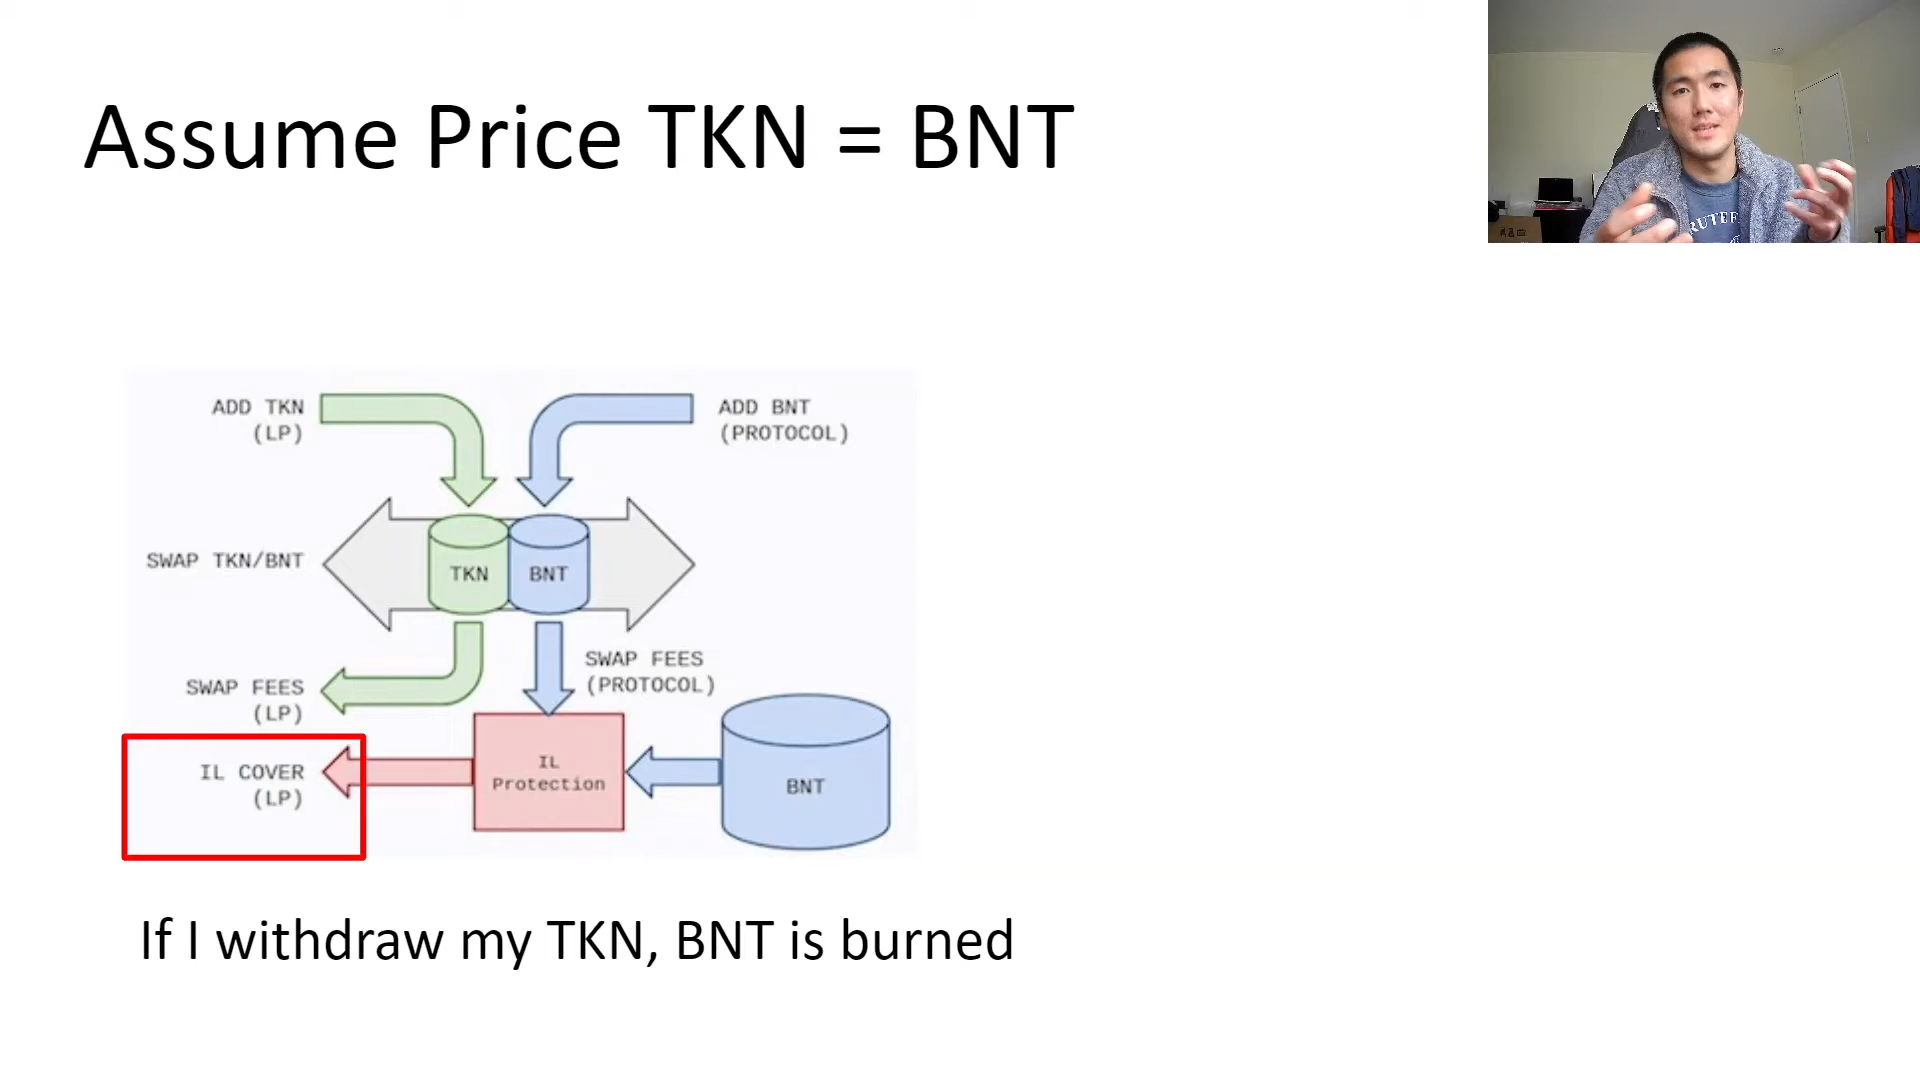 Assume Price TKN = BNT
ADD TKN
(LP)
ADD BNT
(PROTOCOL)
SWAP TKN/BNT
TKN
BNT
SWAP FEES
(PROTOCOL)
SWAP FEES
(LP)
IL COVER
(LP)
IL
Protection
BNT
If I withdraw my TKN, BNT is burned